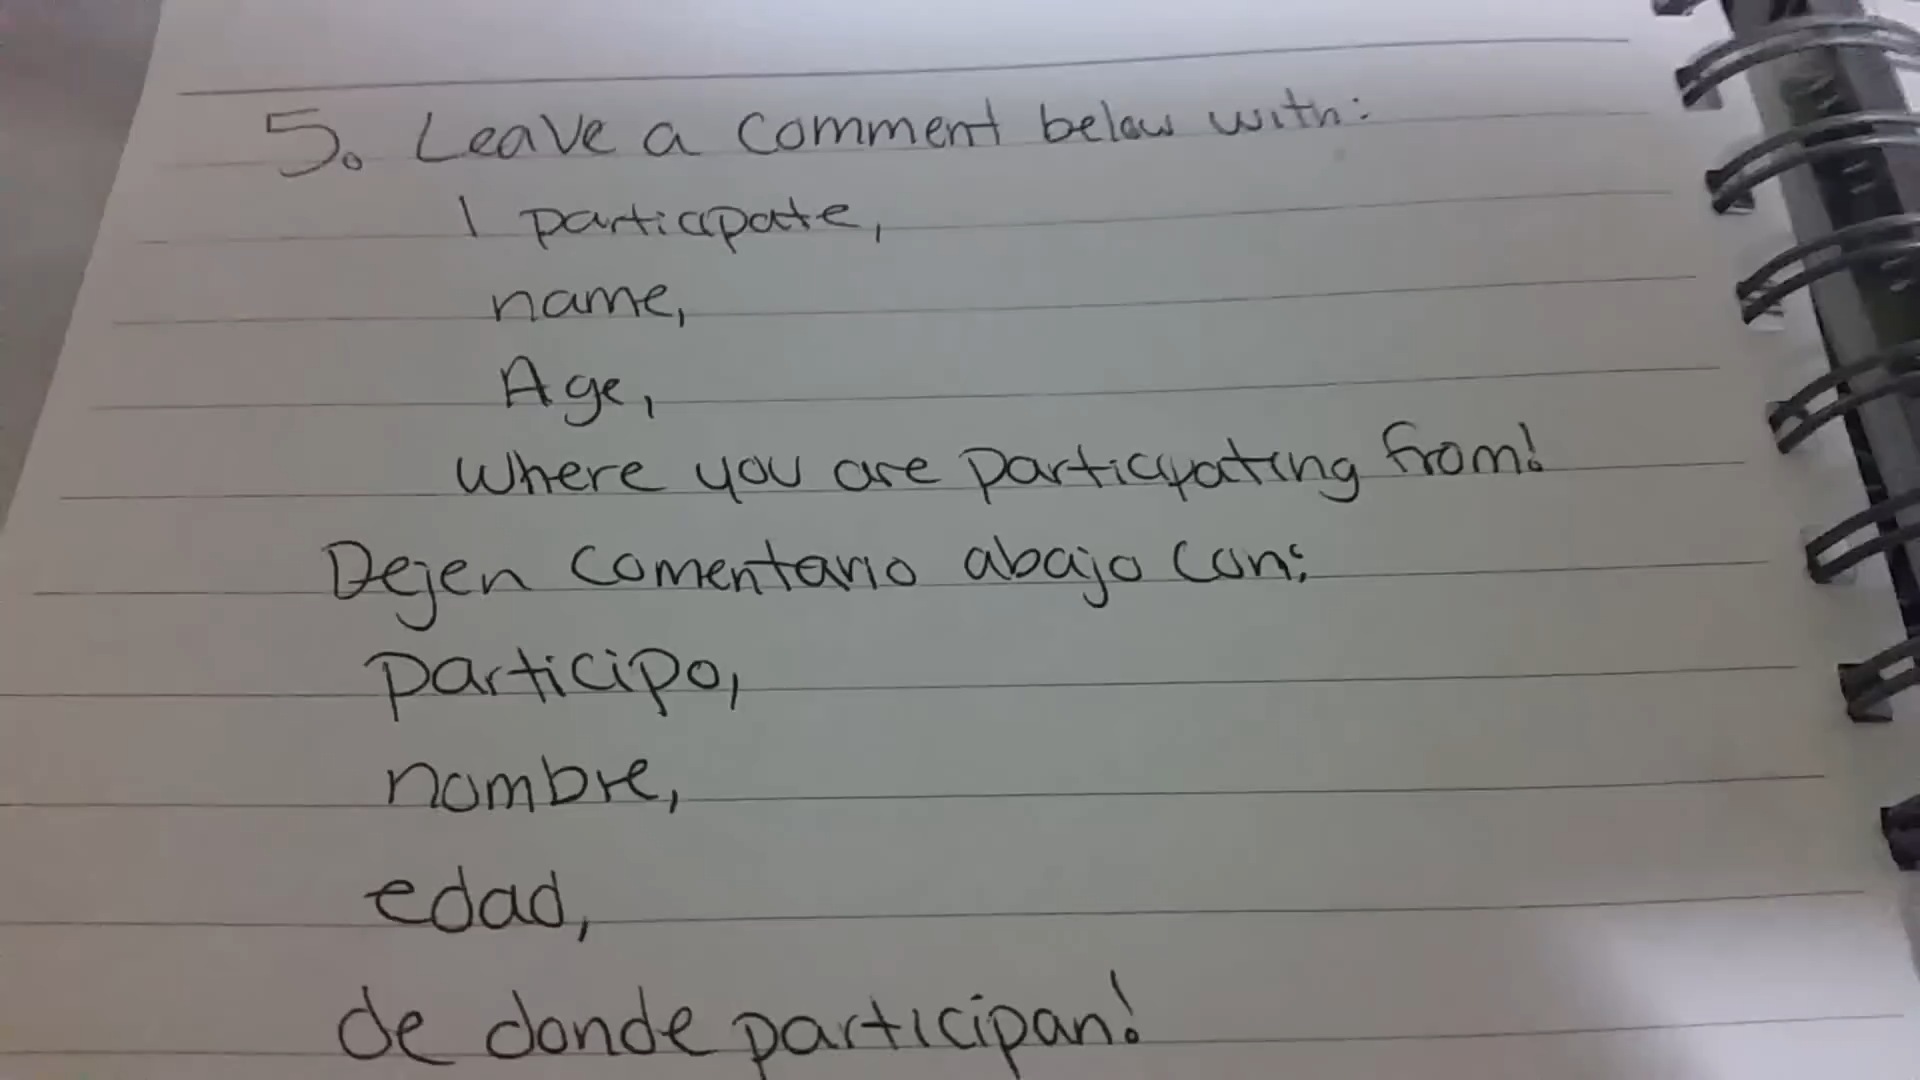 5. Leave a comment below with:
I participate,
name,
Age,
where you are participating from!
Dejen comentario abajo con:
participo,
nombre,
edad,
de donde participan!